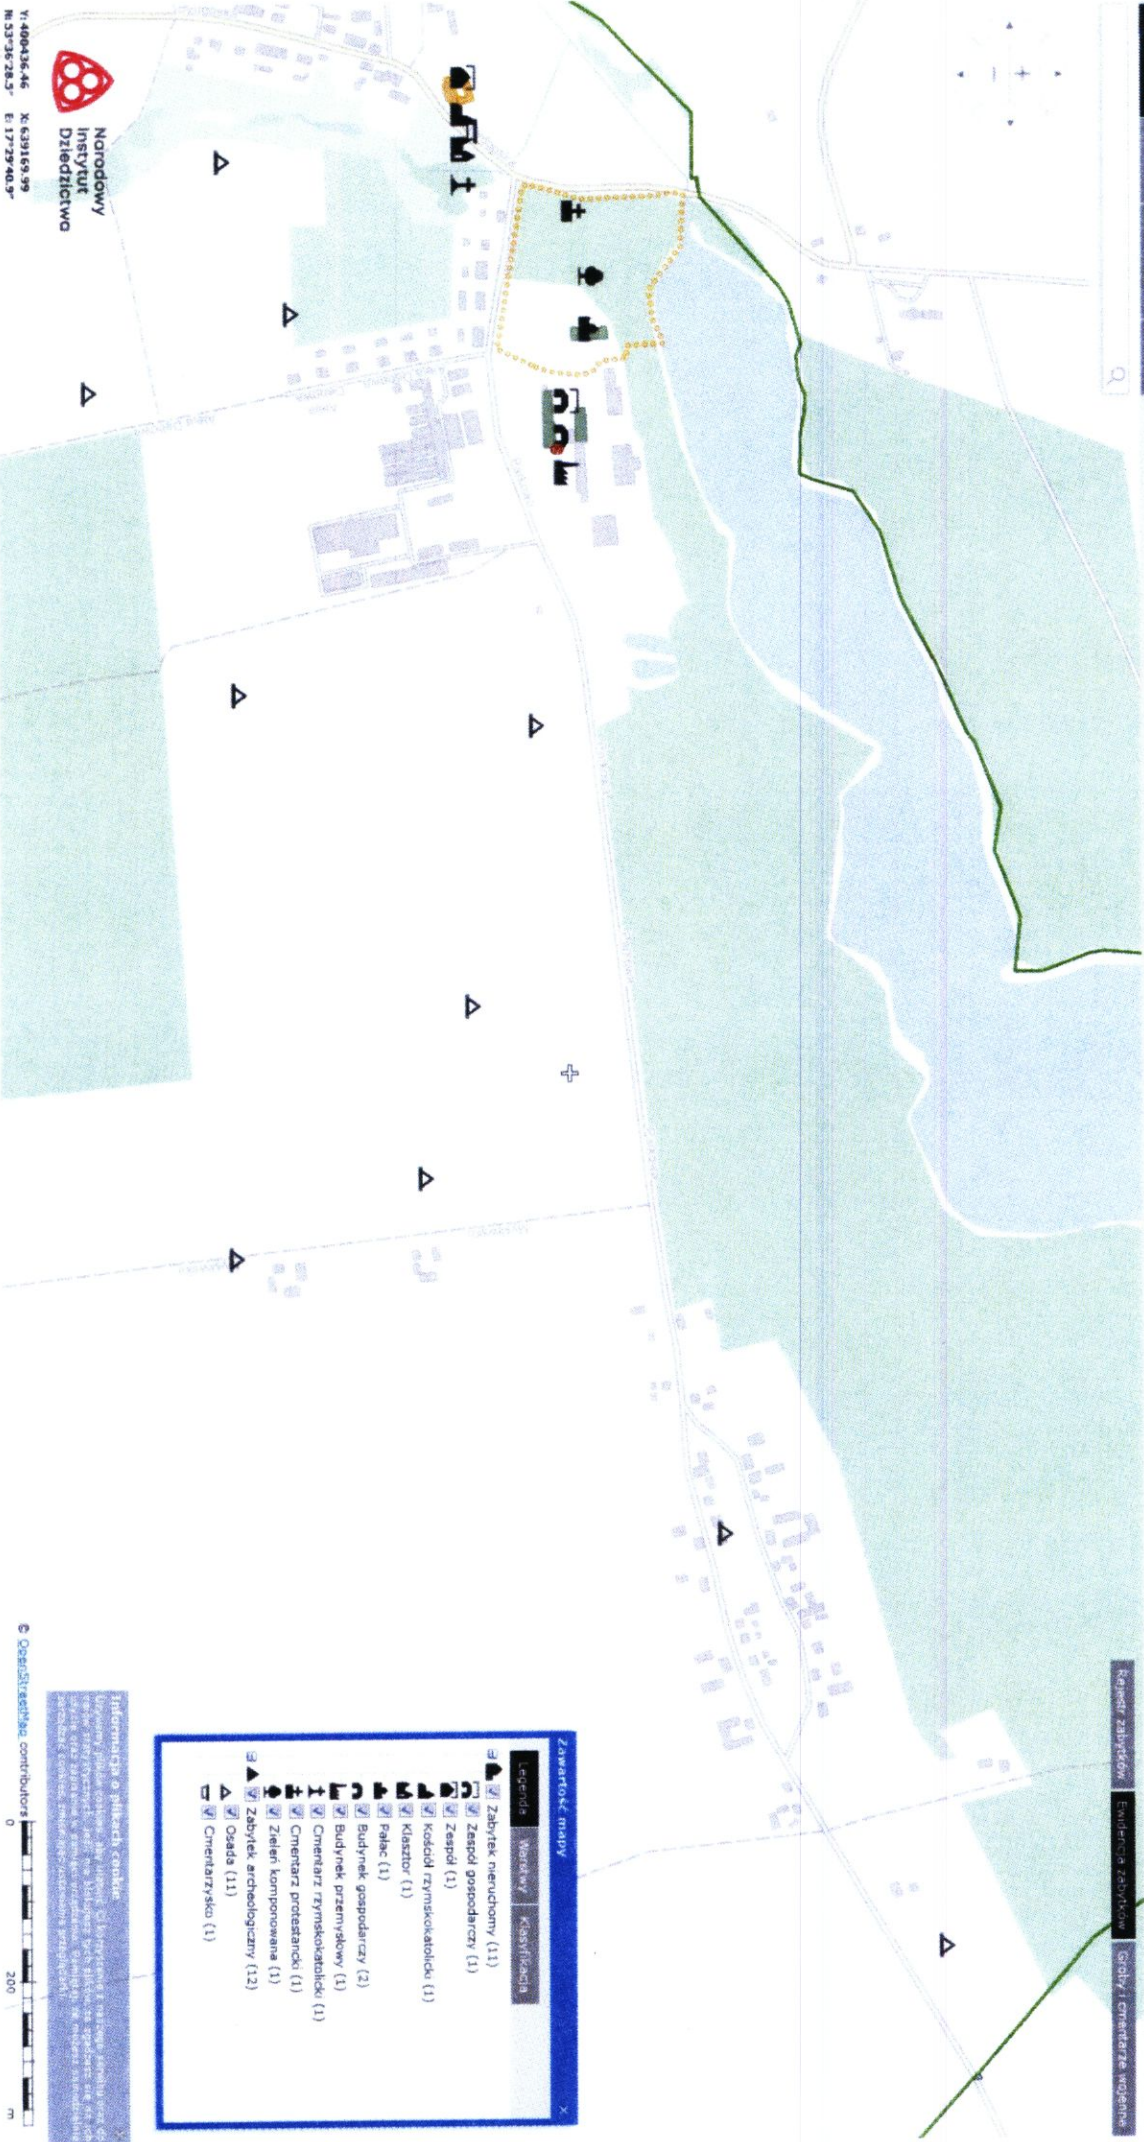 Rejestr zabytków
Ewidencja zabytków
Groby i cmentarze wojenne
Zawartość mapy
x
Legenda
Warstwy
Klasyfikacja
Zabytek nieruchomy (11)
Zespół gospodarczy (1)
Zespół (1)
Kościół rzymskokatolicki (1)
Klasztor (1)
Pałac (1)
Budynek gospodarczy (2)
Budynek przemysłowy (1)
Cmentarz rzymskokatolicki (1)
Cmentarz protestancki (1)
Zieleń komponowana (1)
Zabytek archeologiczny (12)
Osada (11)
Cmentarzysko (1)
Narodowy
Instytut
Dziedzictwa
Y: 400436.46 X: 639169.99
N: 53°36'28.5" E: 17°29'40.9"
Informacja o plikach cookie
© OpenStreetMap contributors
0 200 m